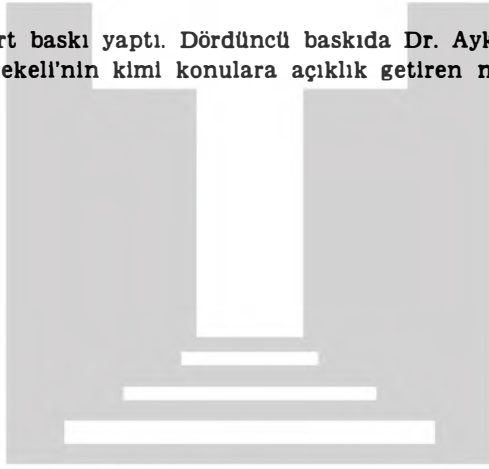 rt baskı yaptı. Dördüncü baskıda Dr. Ayk
ekeli'nin kimi konulara açıklık getiren n